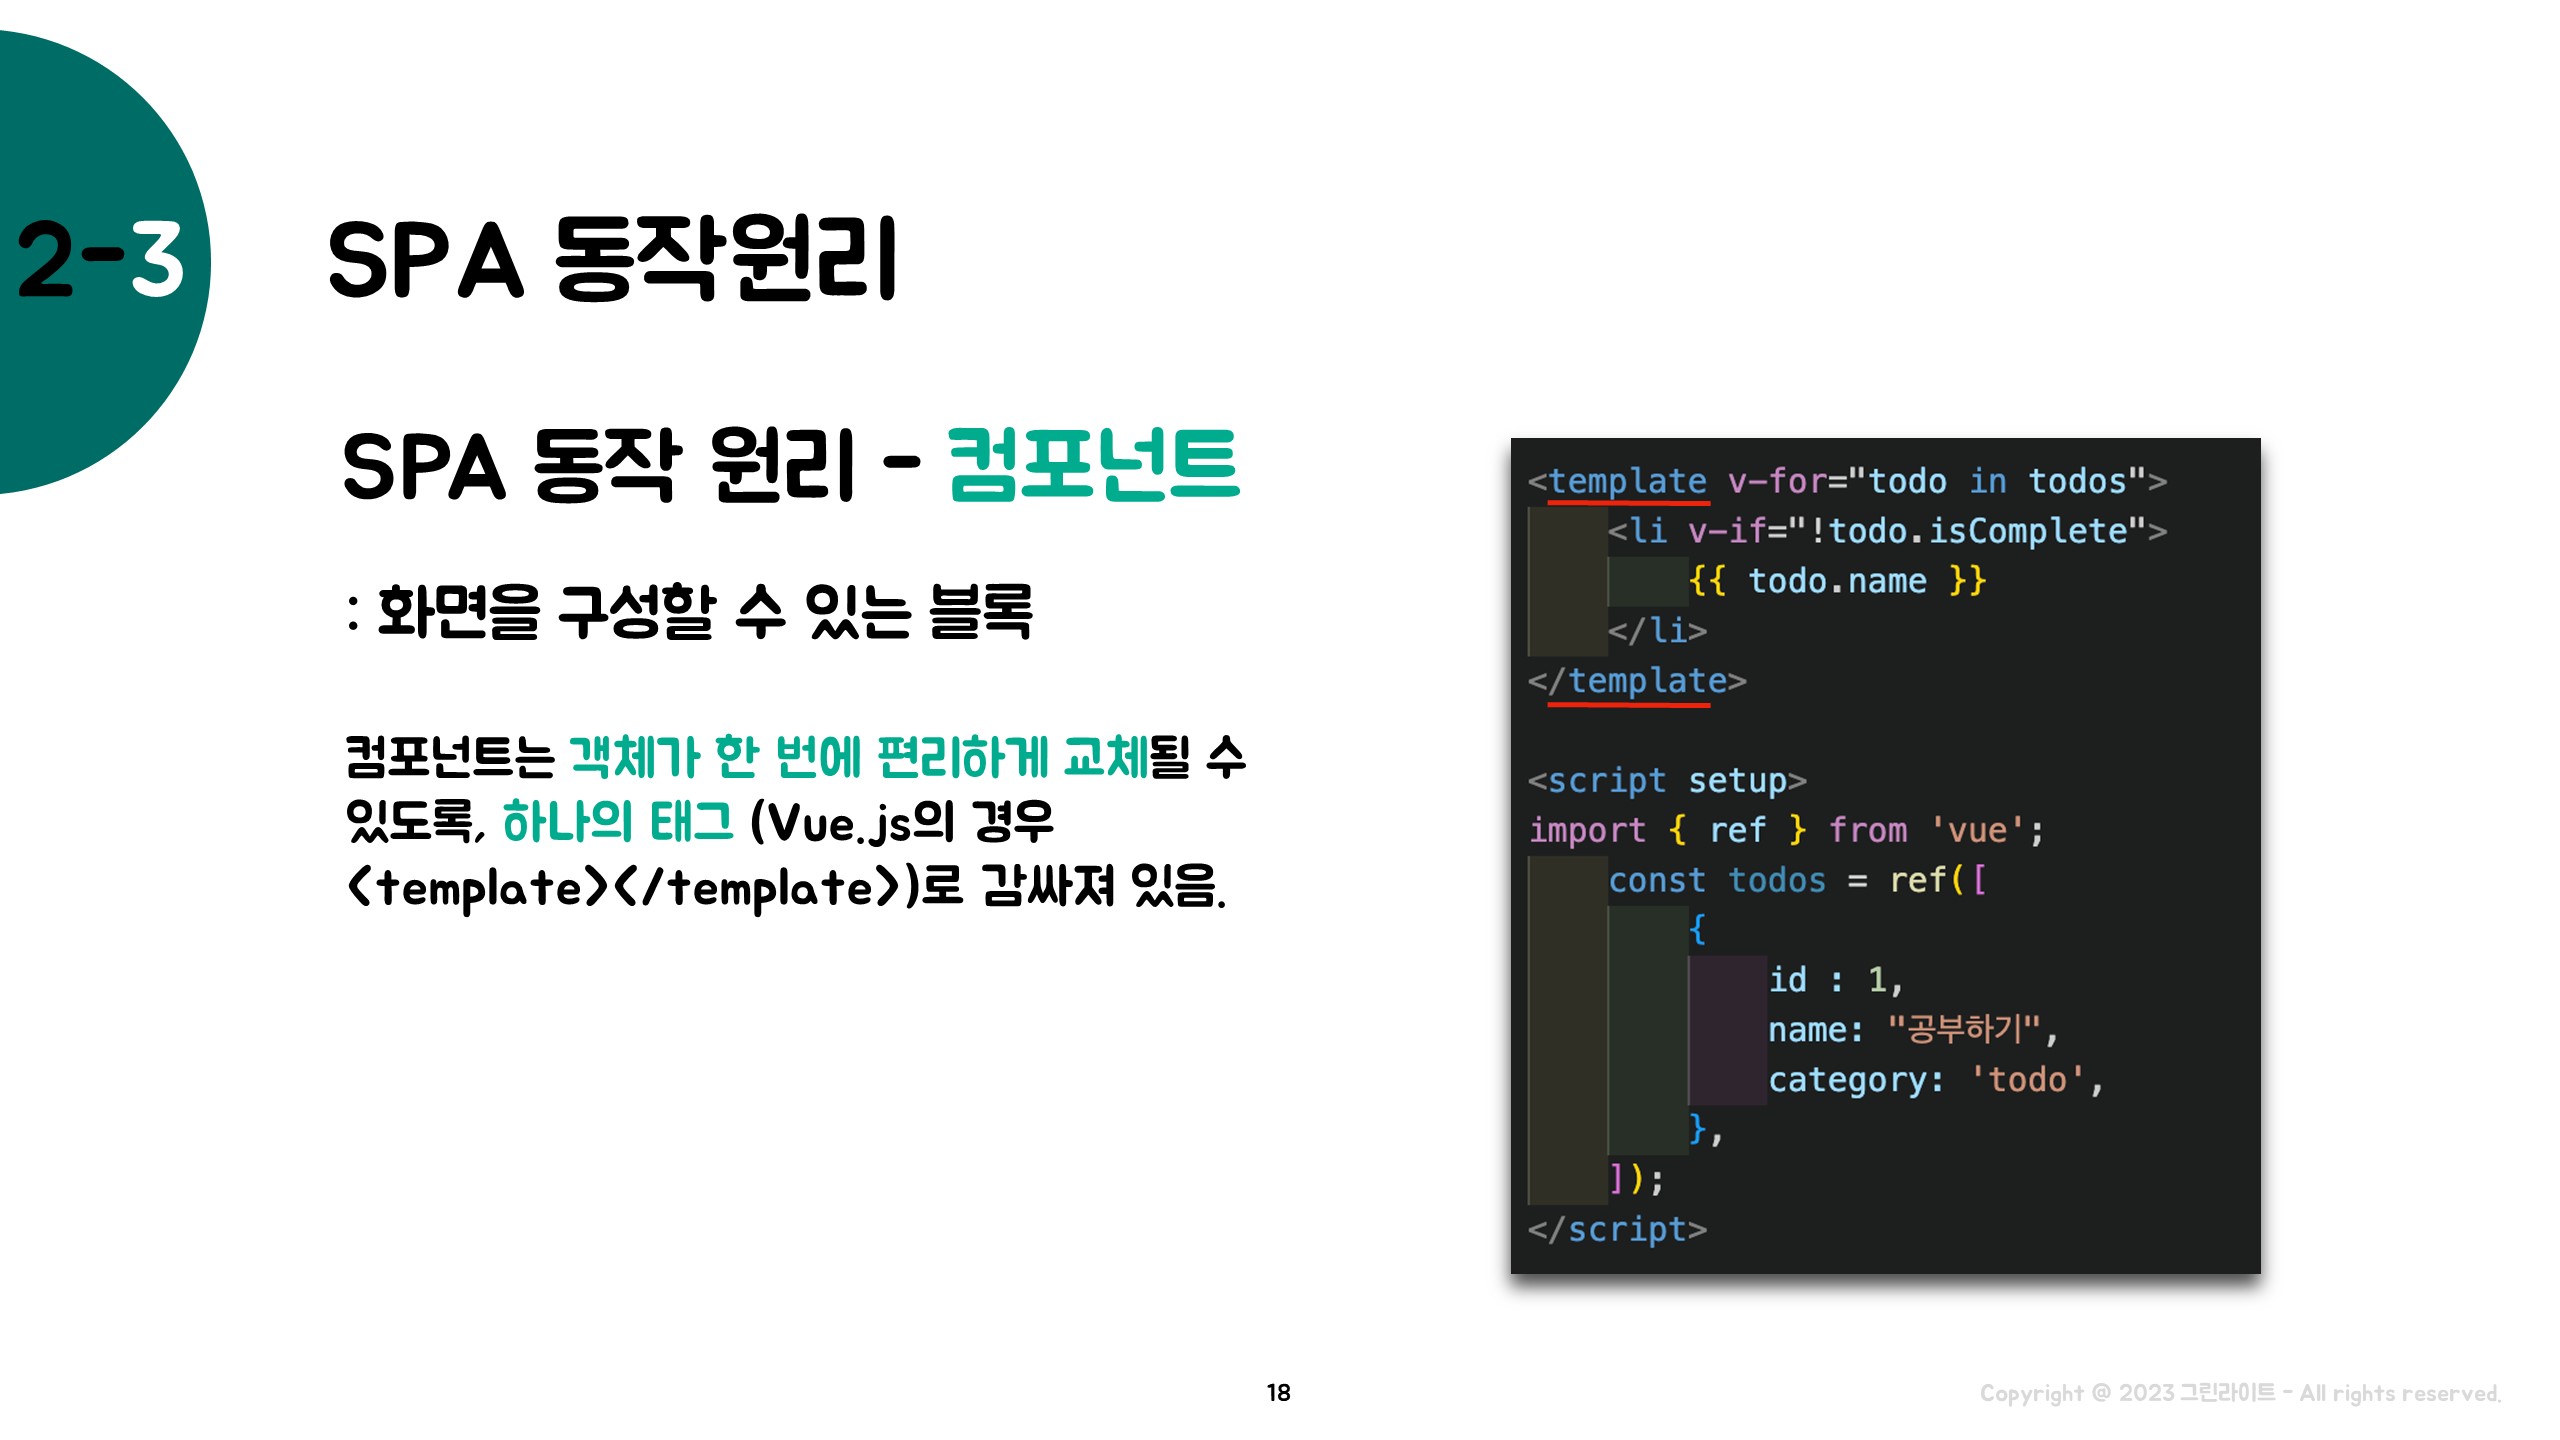 2-3
SPA 동작원리
SPA 동작 원리 - 컴포넌트
: 화면을 구성할 수 있는 블록
컴포넌트는 객체가 한 번에 편리하게 교체될 수
있도록, 하나의 태그 (Vue.js의 경우
<template></template>)로 감싸져 있음.
<template v-for="todo in todos">
<li v-if="!todo.isComplete">
{{ todo.name }}
</li>
</template>
<script setup>
import { ref } from 'vue';
const todos = ref([
{
id : 1,
name: "공부하기",
category: 'todo',
},
]);
</script>
18
Copyright @ 2023 그린라이트 - All rights reserved.